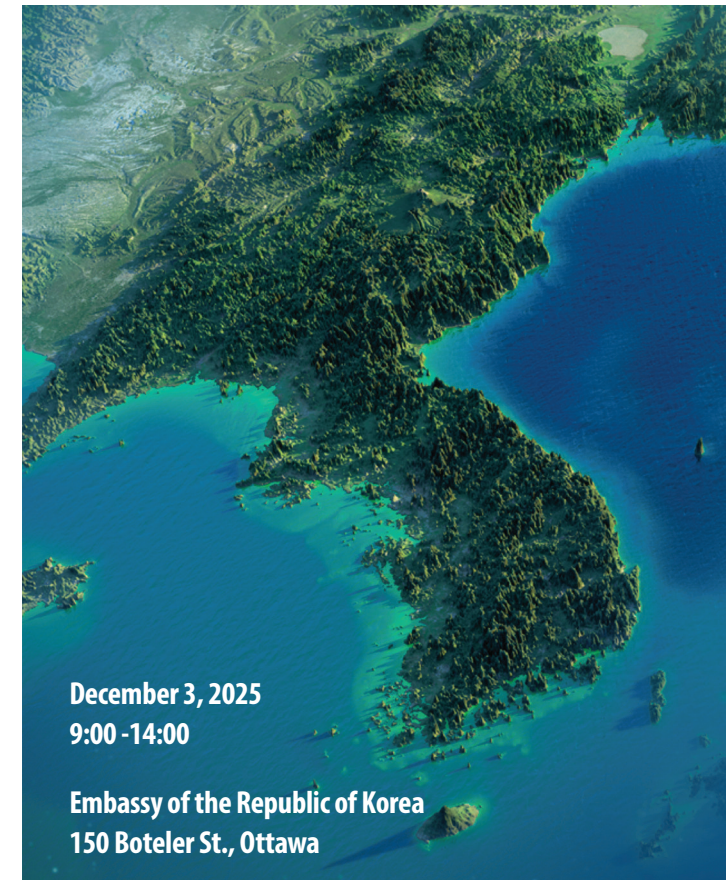 December 3, 2025
9:00 -14:00
Embassy of the Republic of Korea
150 Boteler St., Ottawa